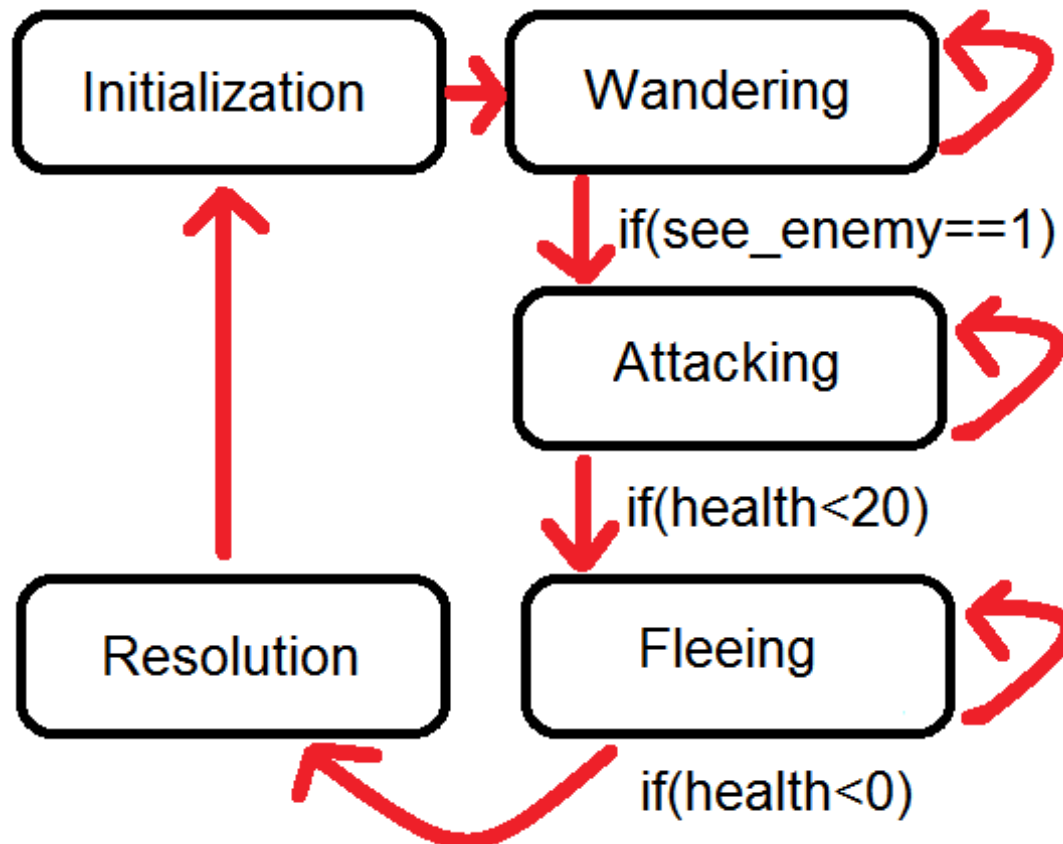 Initialization
Wandering
if(see_enemy==1)
Attacking
if(health<20)
Resolution
Fleeing
if(health<0)